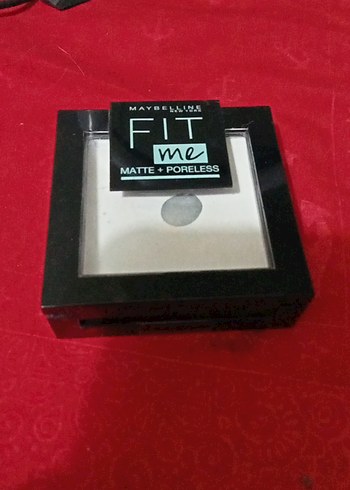 MAYBELLINE
NEW YORK
FIT
me
MATTE + PORELESS